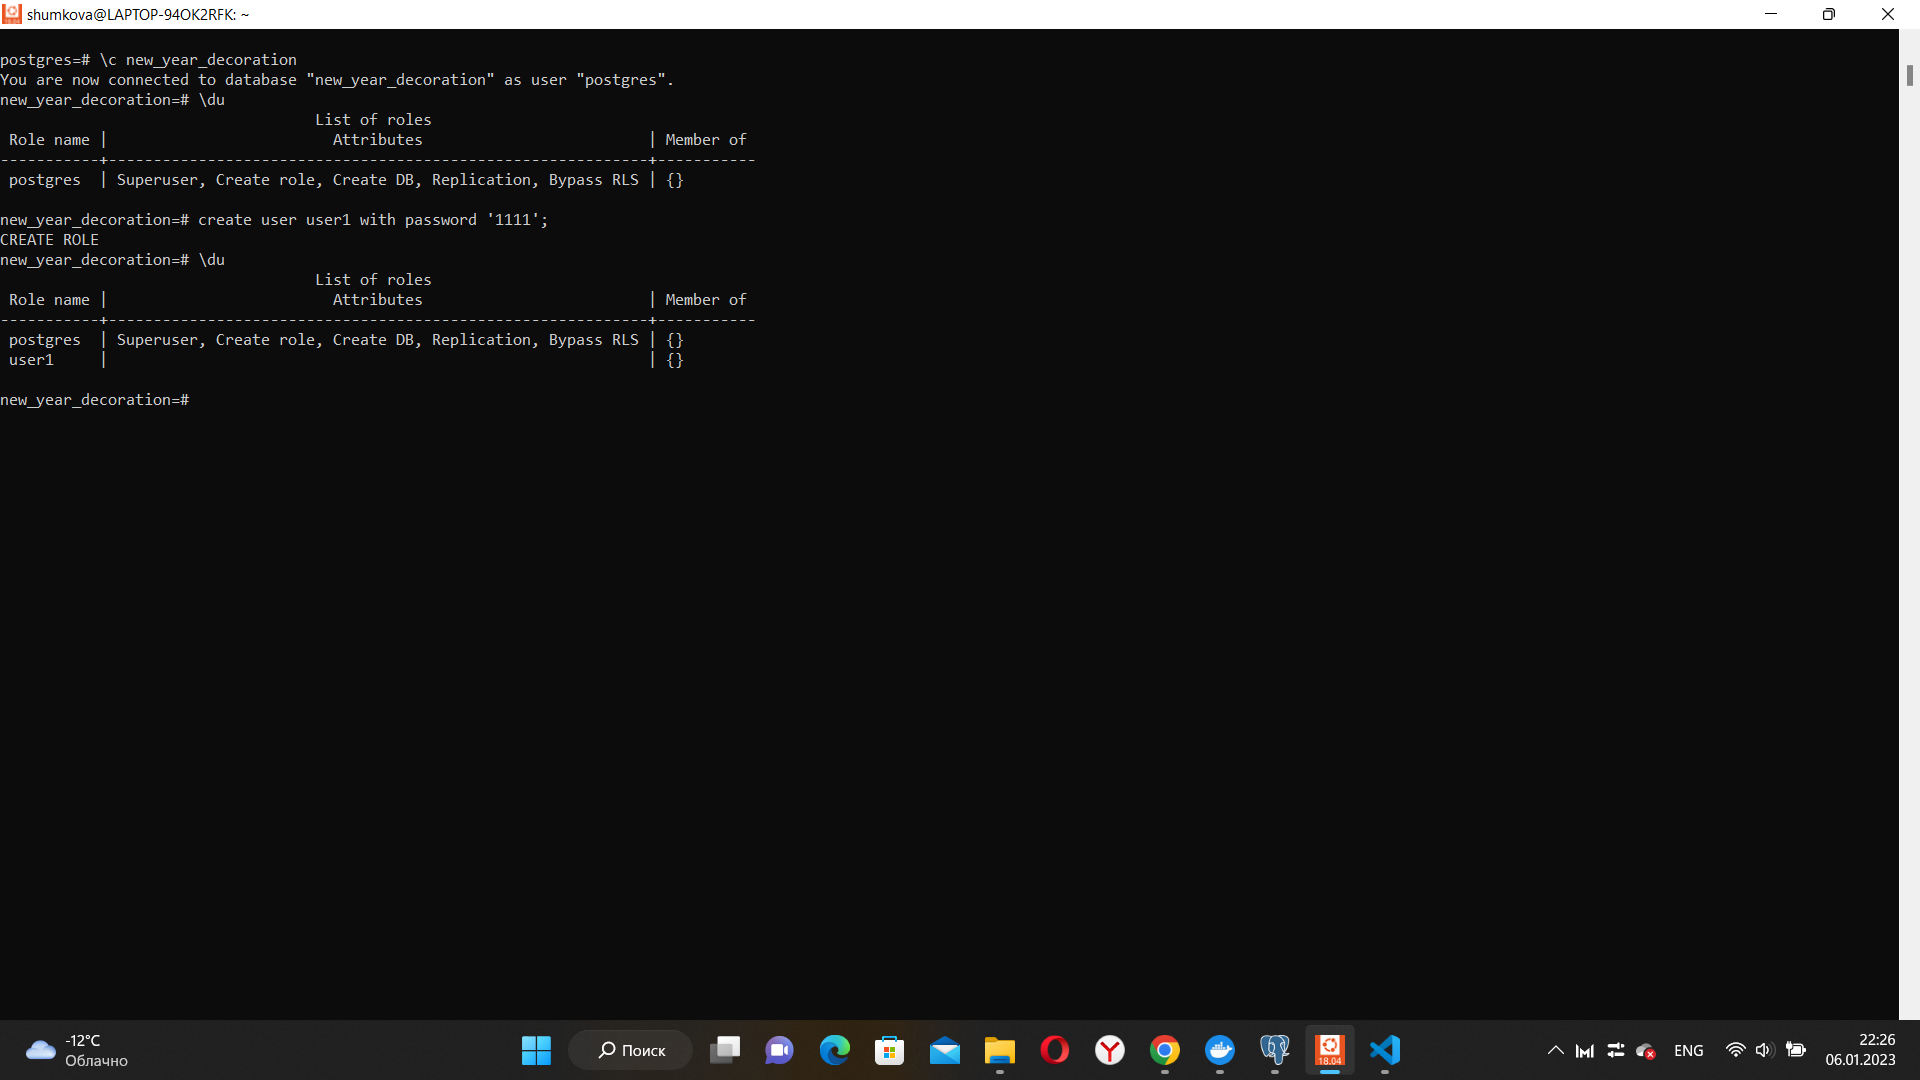 shumkova@LAPTOP-94OK2RFK: ~
postgres=# \c new_year_decoration
You are now connected to database "new_year_decoration" as user "postgres".
new_year_decoration=# \du
                                   List of roles
 Role name |                         Attributes                         | Member of
-----------+------------------------------------------------------------+-----------
 postgres  | Superuser, Create role, Create DB, Replication, Bypass RLS | {}
new_year_decoration=# create user user1 with password '1111';
CREATE ROLE
new_year_decoration=# \du
                                   List of roles
 Role name |                         Attributes                         | Member of
-----------+------------------------------------------------------------+-----------
 postgres  | Superuser, Create role, Create DB, Replication, Bypass RLS | {}
 user1     |                                                            | {}
new_year_decoration=#
-12°C
Облачно
Поиск
18.04
ENG
22:26
06.01.2023